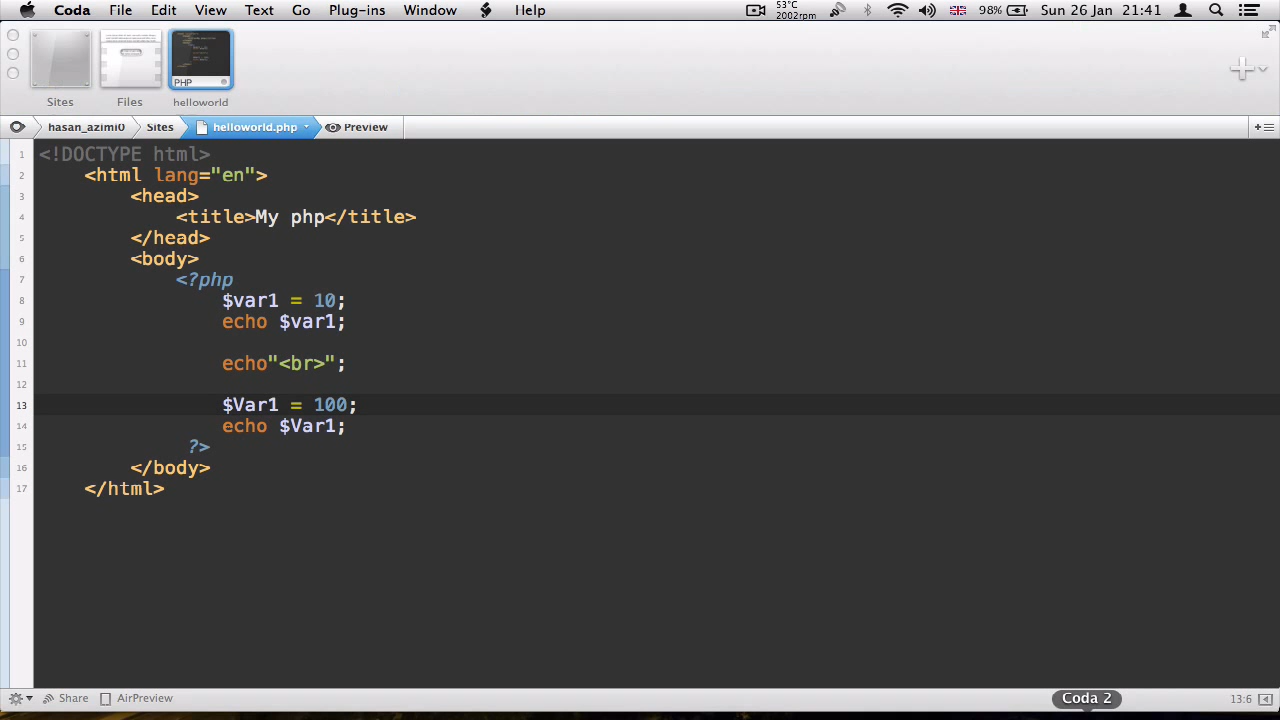 Coda File Edit View Text Go Plug-ins Window Help 53°C 2002rpm 98% Sun 26 Jan 21:41
PHP
Sites Files helloworld
hasan_azimi0 Sites helloworld.php Preview
1 <!DOCTYPE html>
2 <html lang="en">
3 <head>
4 <title>My php</title>
5 </head>
6 <body>
7 <?php
8 $var1 = 10;
9 echo $var1;
10
11 echo"<br>";
12
13 $Var1 = 100;
14 echo $Var1;
15 ?>
16 </body>
17 </html>
Share AirPreview Coda 2 13:6